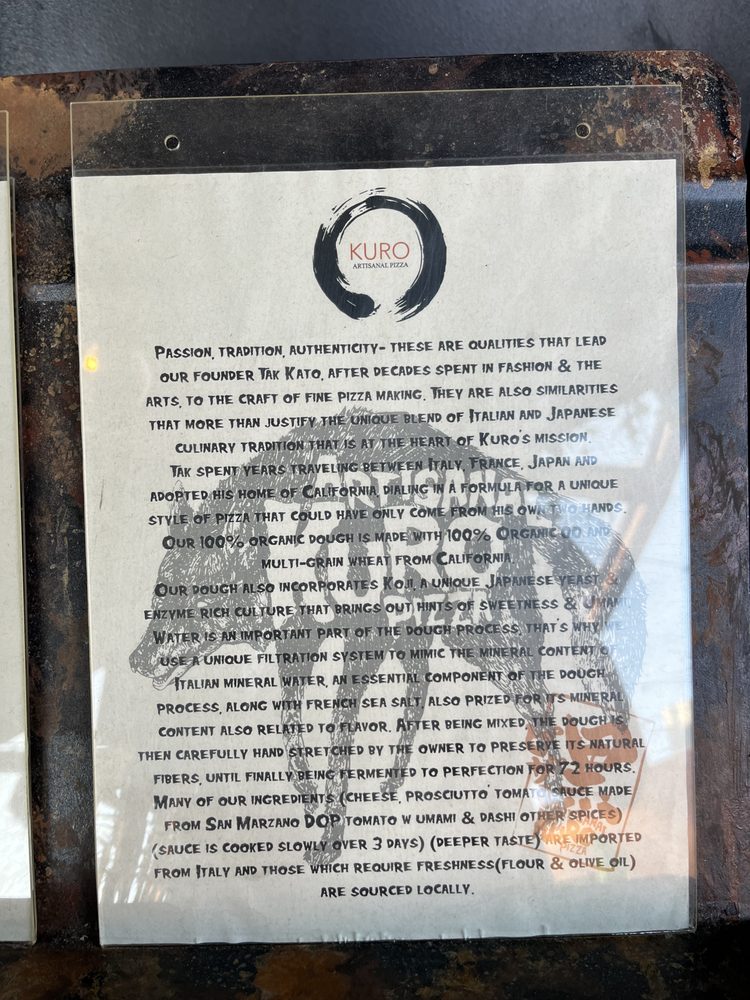 KURO
ARTISANAL PIZZA
Passion, tradition, authenticity- these are qualities that lead
our founder Tak Kato, after decades spent in fashion & the
arts, to the craft of fine pizza making. They are also similarities
that more than justify the unique blend of Italian and Japanese
culinary tradition that is at the heart of Kuro's mission.
Tak spent years traveling between Italy, France, Japan and
adopted his home of California, dialing in a formula for a unique
style of pizza that could have only come from his own two hands.
Our 100% organic dough is made with 100% Organic 00 and
multi-grain wheat from California.
Our dough also incorporates Koji, a unique Japanese yeast &
enzyme rich culture that brings out hints of sweetness & Umami
Water is an important part of the dough process, that's why we
use a unique filtration system to mimic the mineral content of
Italian mineral water, an essential component of the dough
process, along with french sea salt, also prized for its mineral
content also related to flavor. After being mixed, the dough is
then carefully hand stretched by the owner to preserve its natural
fibers, until finally being fermented to perfection for 72 hours.
Many of our ingredients (cheese, prosciutto' tomato sauce made
from San Marzano DOP tomato w umami & dashi other spices)
(sauce is cooked slowly over 3 days) (deeper taste) are imported
from Italy and those which require freshness(flour & olive oil)
are sourced locally.
ARTISANAL
KURO
PIZZA
PIZZA